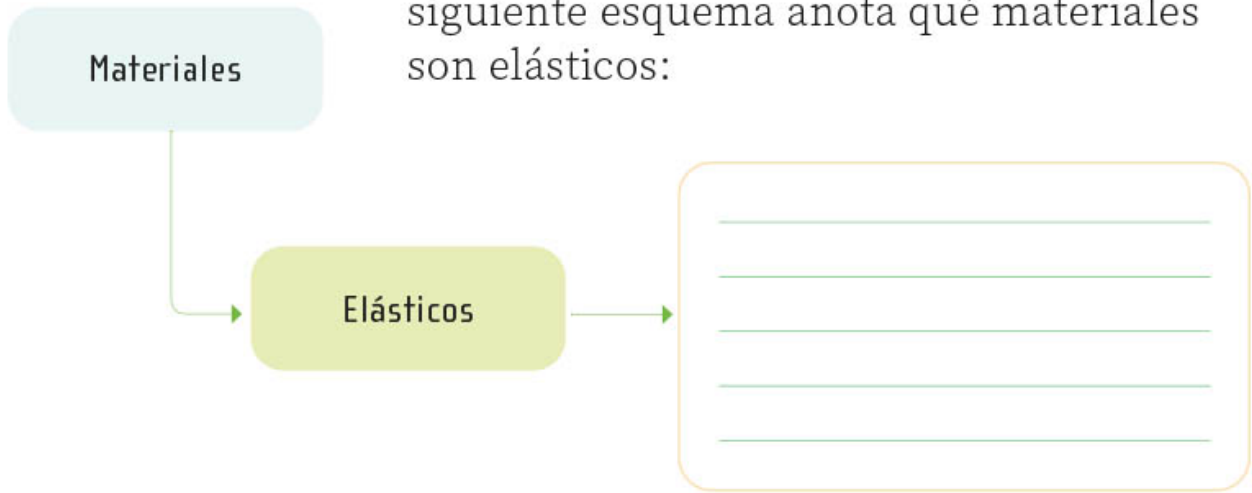 siguiente esquema anota qué materiales
son elásticos:
Materiales
Elásticos